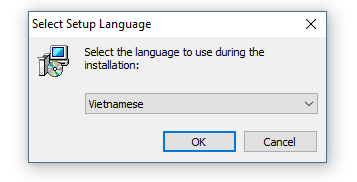 Select Setup Language
Select the language to use during the
installation:
Vietnamese
OK
Cancel